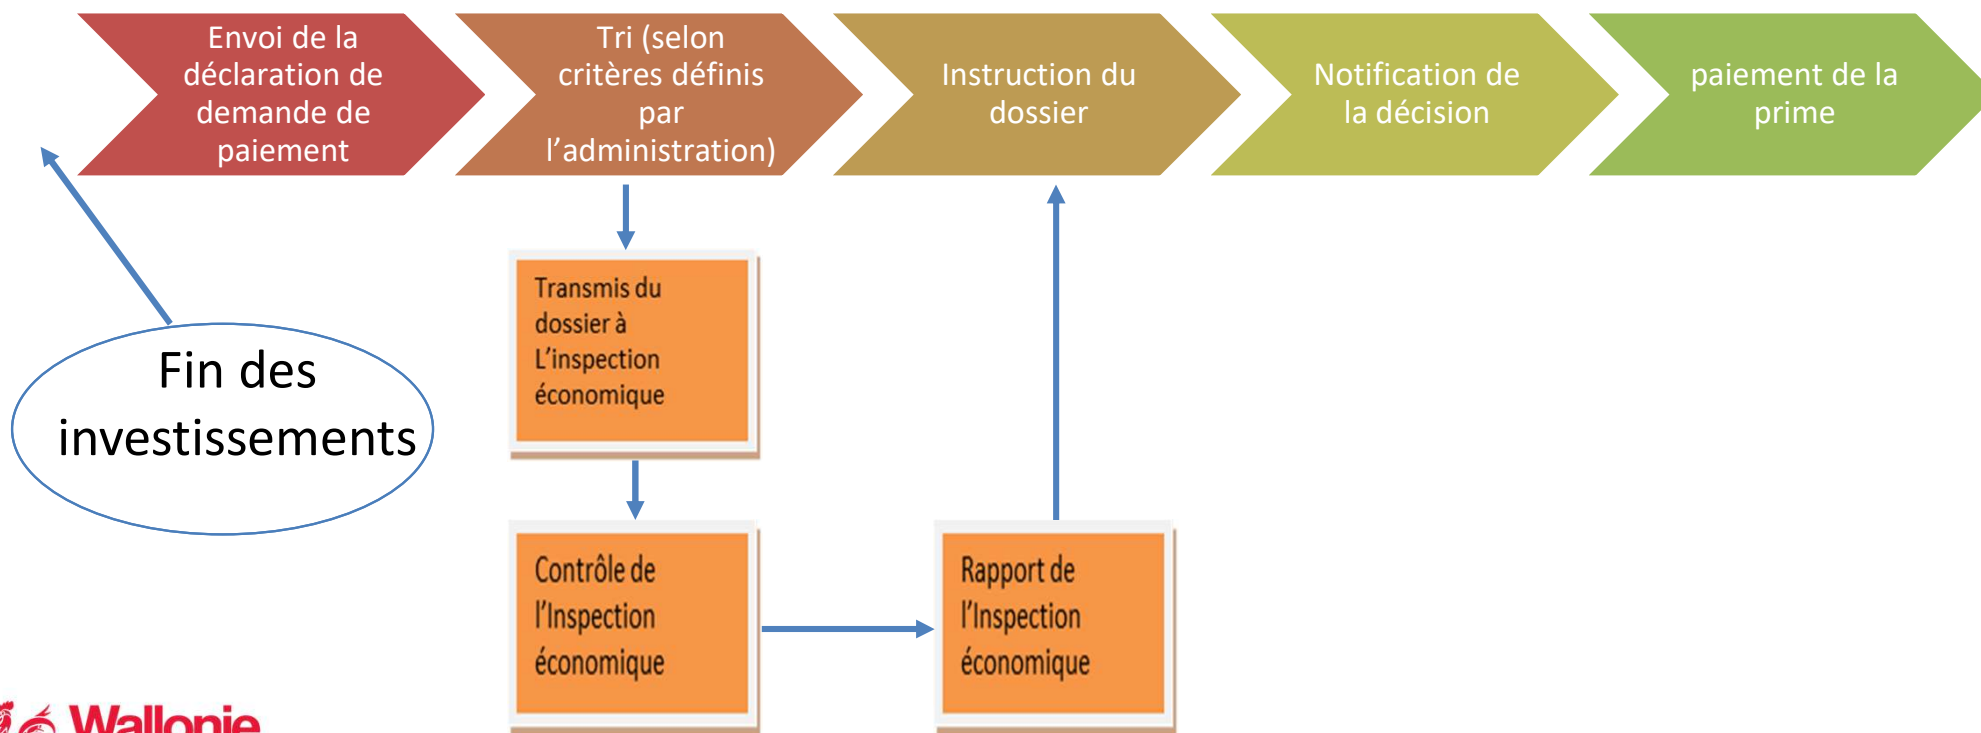 Envoi de la
déclaration de
demande de
paiement
Tri (selon
critères définis
par
l’administration)
Instruction du
dossier
Notification de
la décision
paiement de la
prime
Transmis du
dossier à
L’inspection
économique
Fin des
investissements
Contrôle de
l’Inspection
économique
Rapport de
l’Inspection
économique
Wallonie